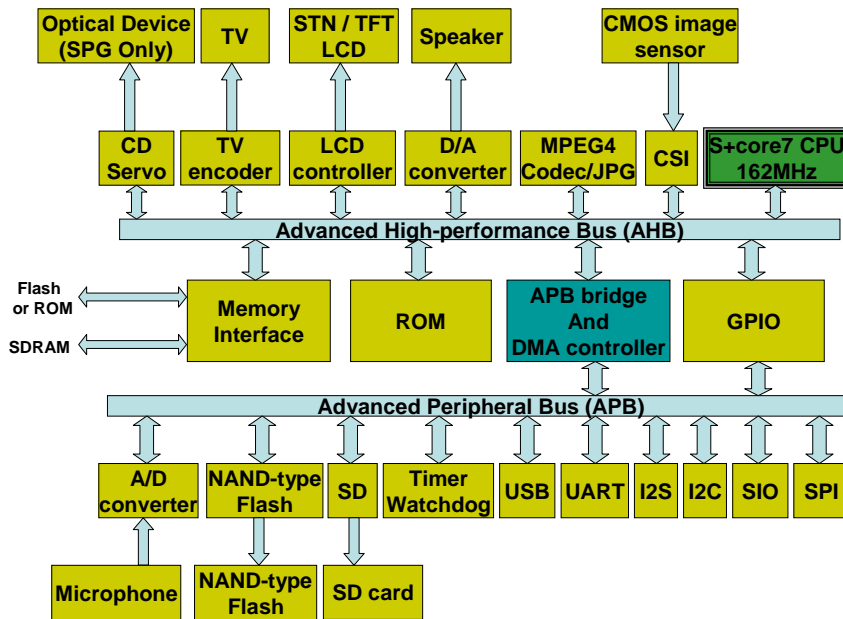 Optical Device
(SPG Only)
TV
STN / TFT
LCD
Speaker
CMOS image
sensor
CD
Servo
TV
encoder
LCD
controller
D/A
converter
MPEG4
Codec/JPG
CSI
S+core7 CPU
162MHz
Advanced High-performance Bus (AHB)
Flash
or ROM
SDRAM
Memory
Interface
ROM
APB bridge
And
DMA controller
GPIO
Advanced Peripheral Bus (APB)
A/D
converter
NAND-type
Flash
SD
Timer
Watchdog
USB
UART
I2S
I2C
SIO
SPI
Microphone
NAND-type
Flash
SD card